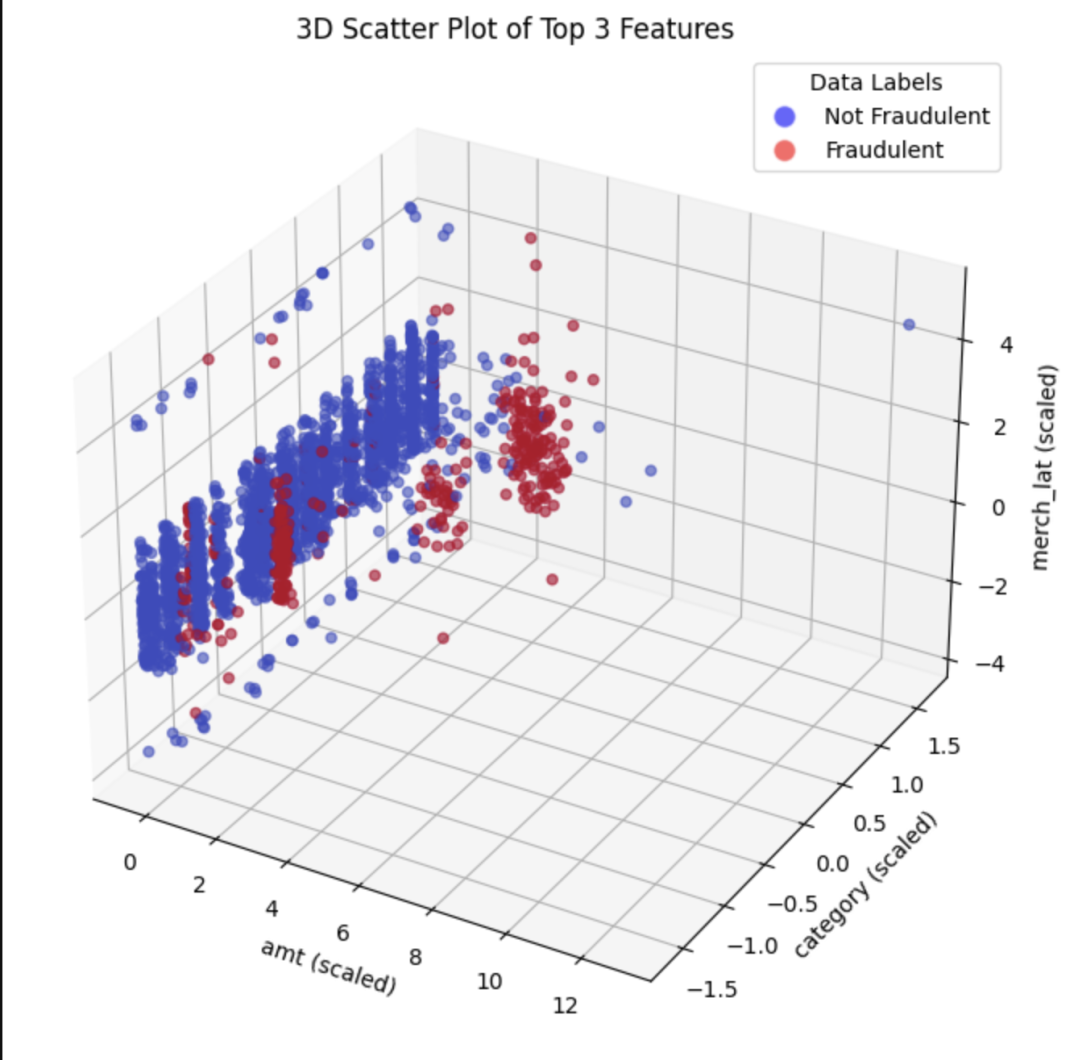 3D Scatter Plot of Top 3 Features
Data Labels
Not Fraudulent
Fraudulent
4
2
0
−2
−4
merch_lat (scaled)
1.5
1.0
0.5
0.0
−0.5
−1.0
−1.5
category (scaled)
0
2
4
6
8
10
12
amt (scaled)